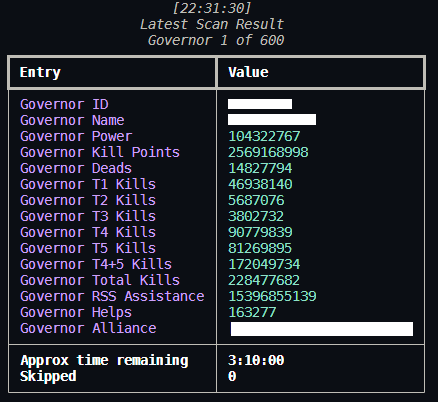 [22:31:30]
Latest Scan Result
Governor 1 of 600
Entry Value
Governor ID
Governor Name
Governor Power 104322767
Governor Kill Points 2569168998
Governor Deads 14827794
Governor T1 Kills 46938140
Governor T2 Kills 5687076
Governor T3 Kills 3802732
Governor T4 Kills 90779839
Governor T5 Kills 81269895
Governor T4+5 Kills 172049734
Governor Total Kills 228477682
Governor RSS Assistance 15396855139
Governor Helps 163277
Governor Alliance
Approx time remaining 3:10:00
Skipped 0